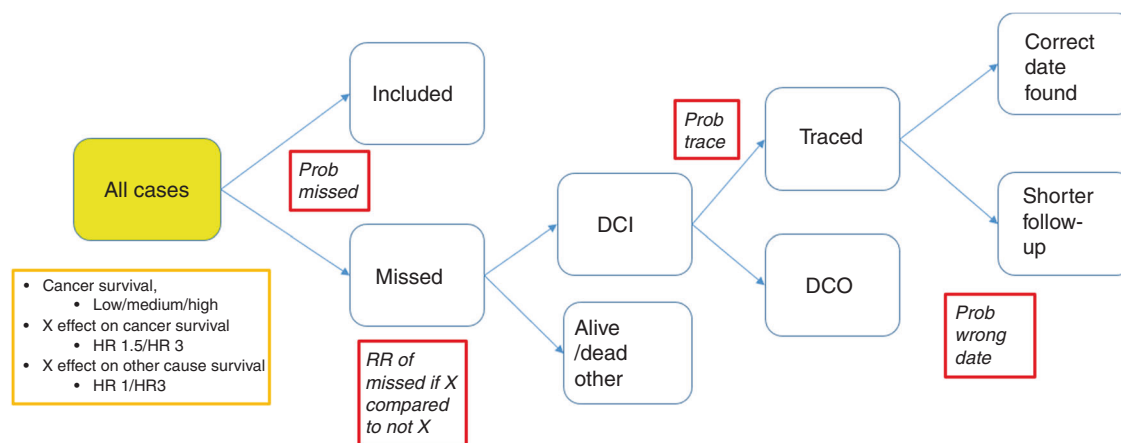 All cases
• Cancer survival,
• Low/medium/high
• X effect on cancer survival
• HR 1.5/HR 3
• X effect on other cause survival
• HR 1/HR3
Included
Prob
missed
Missed
RR of
missed if X
compared
to not X
DCI
Alive
/dead
other
Prob
trace
Traced
DCO
Correct
date
found
Shorter
follow-
up
Prob
wrong
date